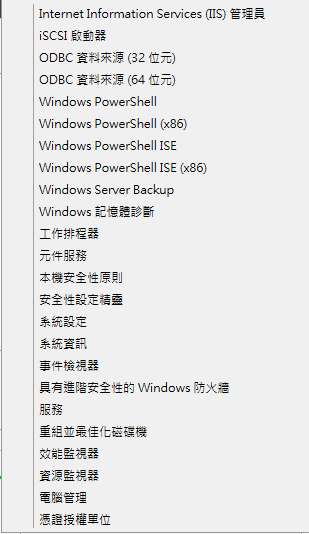 Internet Information Services (IIS) 管理員
iSCSI 啟動器
ODBC 資料來源 (32 位元)
ODBC 資料來源 (64 位元)
Windows PowerShell
Windows PowerShell (x86)
Windows PowerShell ISE
Windows PowerShell ISE (x86)
Windows Server Backup
Windows 記憶體診斷
工作排程器
元件服務
本機安全性原則
安全性設定精靈
系統設定
系統資訊
事件檢視器
具有進階安全性的 Windows 防火牆
服務
重組並最佳化磁碟機
效能監視器
資源監視器
電腦管理
憑證授權單位